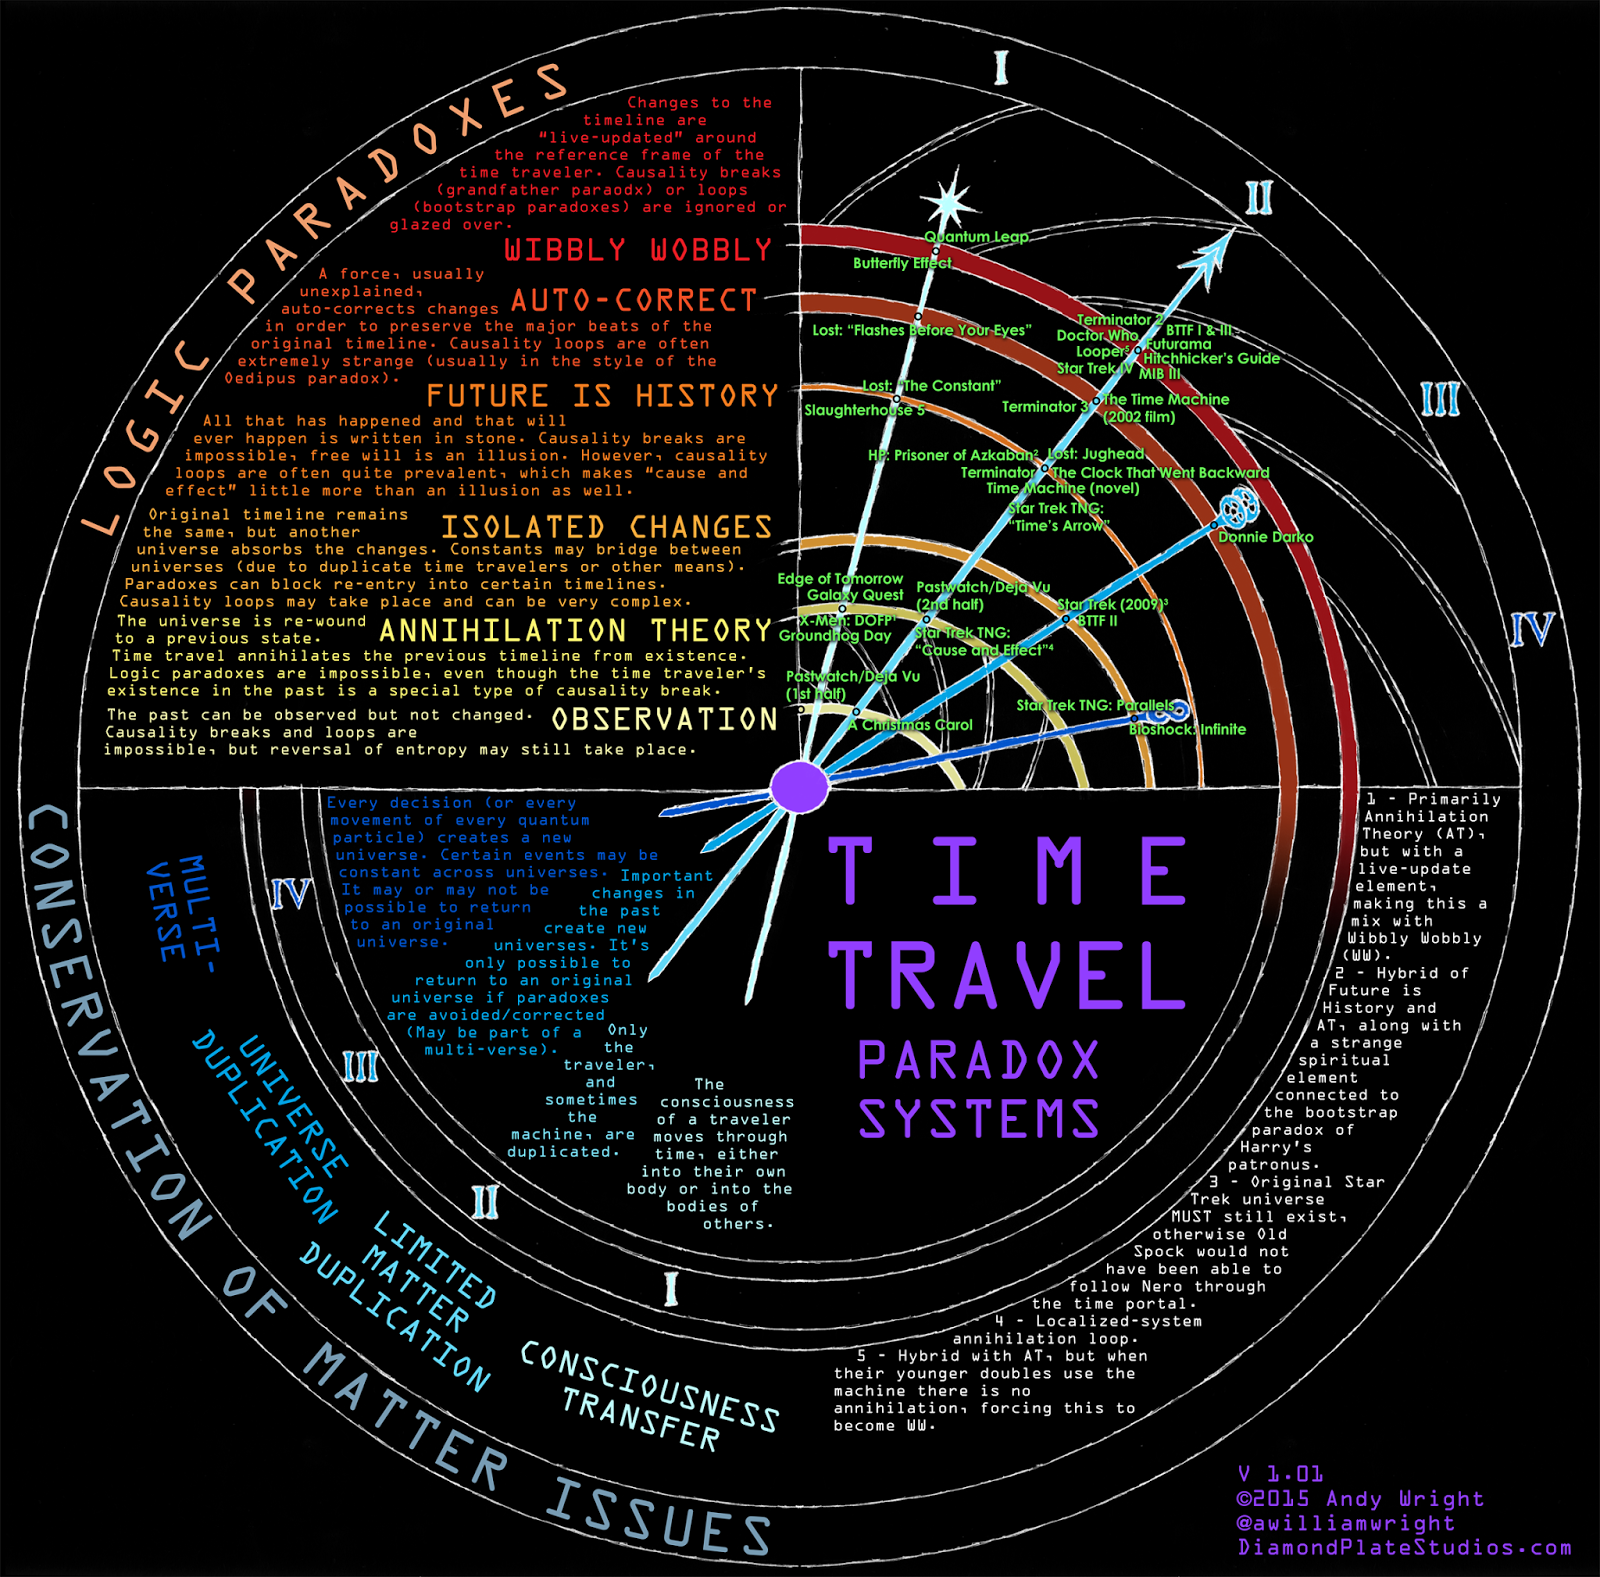 LOGIC PARADOXES
Changes to the
timeline are
“live-updated” around
the reference frame of the
time traveler. Causality breaks
(grandfather paraodx) or loops
(bootstrap paradoxes) are ignored or
glazed over.
WIBBLY WOBBLY
A force, usually
unexplained,
auto-corrects changes
AUTO-CORRECT
in order to preserve the major beats of the
original timeline. Causality loops are often
extremely strange (usually in the style of the
Oedipus paradox).
FUTURE IS HISTORY
All that has happened and that will
ever happen is written in stone. Causality breaks are
impossible, free will is an illusion. However, causality
loops are often quite prevalent, which makes “cause and
effect” little more than an illusion as well.
Original timeline remains
the same, but another
ISOLATED CHANGES
universe absorbs the changes. Constants may bridge between
universes (due to duplicate time travelers or other means).
Paradoxes can block re-entry into certain timelines.
Causality loops may take place and can be very complex.
The universe is re-wound
to a previous state.
ANNIHILATION THEORY
Time travel annihilates the previous timeline from existence.
Logic paradoxes are impossible, even though the time traveler's
existence in the past is a special type of causality break.
The past can be observed but not changed.
OBSERVATION
Causality breaks and loops are
impossible, but reversal of entropy may still take place.
I
II
III
IV
Quantum Leap
Butterfly Effect
Lost: “Flashes Before Your Eyes”
Lost: “The Constant”
Slaughterhouse 5
Terminator 2
Doctor Who
Looper⁵
Star Trek IV
BTTF I & III
Futurama
Hitchhicker's Guide
MIB III
Terminator 3
The Time Machine
(2002 film)
HP: Prisoner of Azkaban²
Lost: Jughead
Terminator
The Clock That Went Backward
Time Machine (novel)
Star Trek TNG:
“Time's Arrow”
Donnie Darko
Edge of Tomorrow
Galaxy Quest
X-Men: DOFP¹
Groundhog Day
Pastwatch/Deja Vu
(2nd half)
Star Trek TNG:
“Cause and Effect”⁴
Star Trek (2009)³
BTTF II
Pastwatch/Deja Vu
(1st half)
A Christmas Carol
Star Trek TNG: Parallels
Bioshock: Infinite
CONSERVATION OF MATTER ISSUES
MULTI-
VERSE
IV
Every decision (or every
movement of every quantum
particle) creates a new
universe. Certain events may be
constant across universes.
It may or may not be
possible to return
to an original
universe.
UNIVERSE
DUPLICATION
III
Important
changes in
the past
create new
universes. It's
only possible to
return to an original
universe if paradoxes
are avoided/corrected
(May be part of a
multi-verse).
LIMITED
MATTER
DUPLICATION
II
Only
the
traveler,
and
sometimes
the
machine, are
duplicated.
CONSCIOUSNESS
TRANSFER
I
The
consciousness
of a traveler
moves through
time, either
into their own
body or into the
bodies of
others.
TIME
TRAVEL
PARADOX
SYSTEMS
1 - Primarily
Annihilation
Theory (AT),
but with a
live-update
element,
making this a
mix with
Wibbly Wobbly
(WW).
2 - Hybrid of
Future is
History and
AT, along with
a strange
spiritual
element
connected to
the bootstrap
paradox of
Harry's
patronus.
3 - Original Star
Trek universe
MUST still exist,
otherwise Old
Spock would not
have been able to
follow Nero through
the time portal.
4 - Localized-system
annihilation loop.
5 - Hybrid with AT, but when
their younger doubles use the
machine there is no
annihilation, forcing this to
become WW.
V 1.01
©2015 Andy Wright
@awilliamwright
DiamondPlateStudios.com